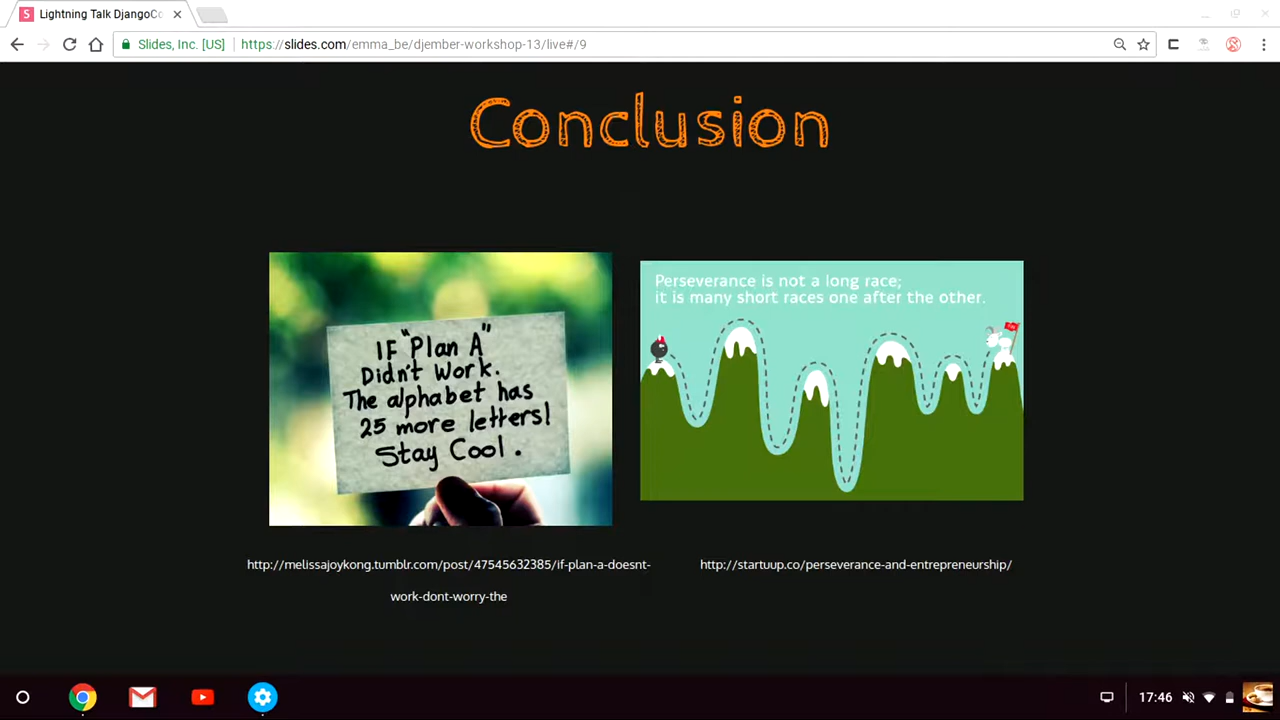 Lightning Talk DjangoCo
Slides, Inc. [US]
https://slides.com/emma_be/djember-workshop-13/live#/9
Conclusion
IF "Plan A"
Didn't Work.
The alphabet has
25 more letters!
Stay Cool.
Perseverance is not a long race;
it is many short races one after the other.
http://melissajoykong.tumblr.com/post/47545632385/if-plan-a-doesnt-
work-dont-worry-the
http://startuup.co/perseverance-and-entrepreneurship/
17:46